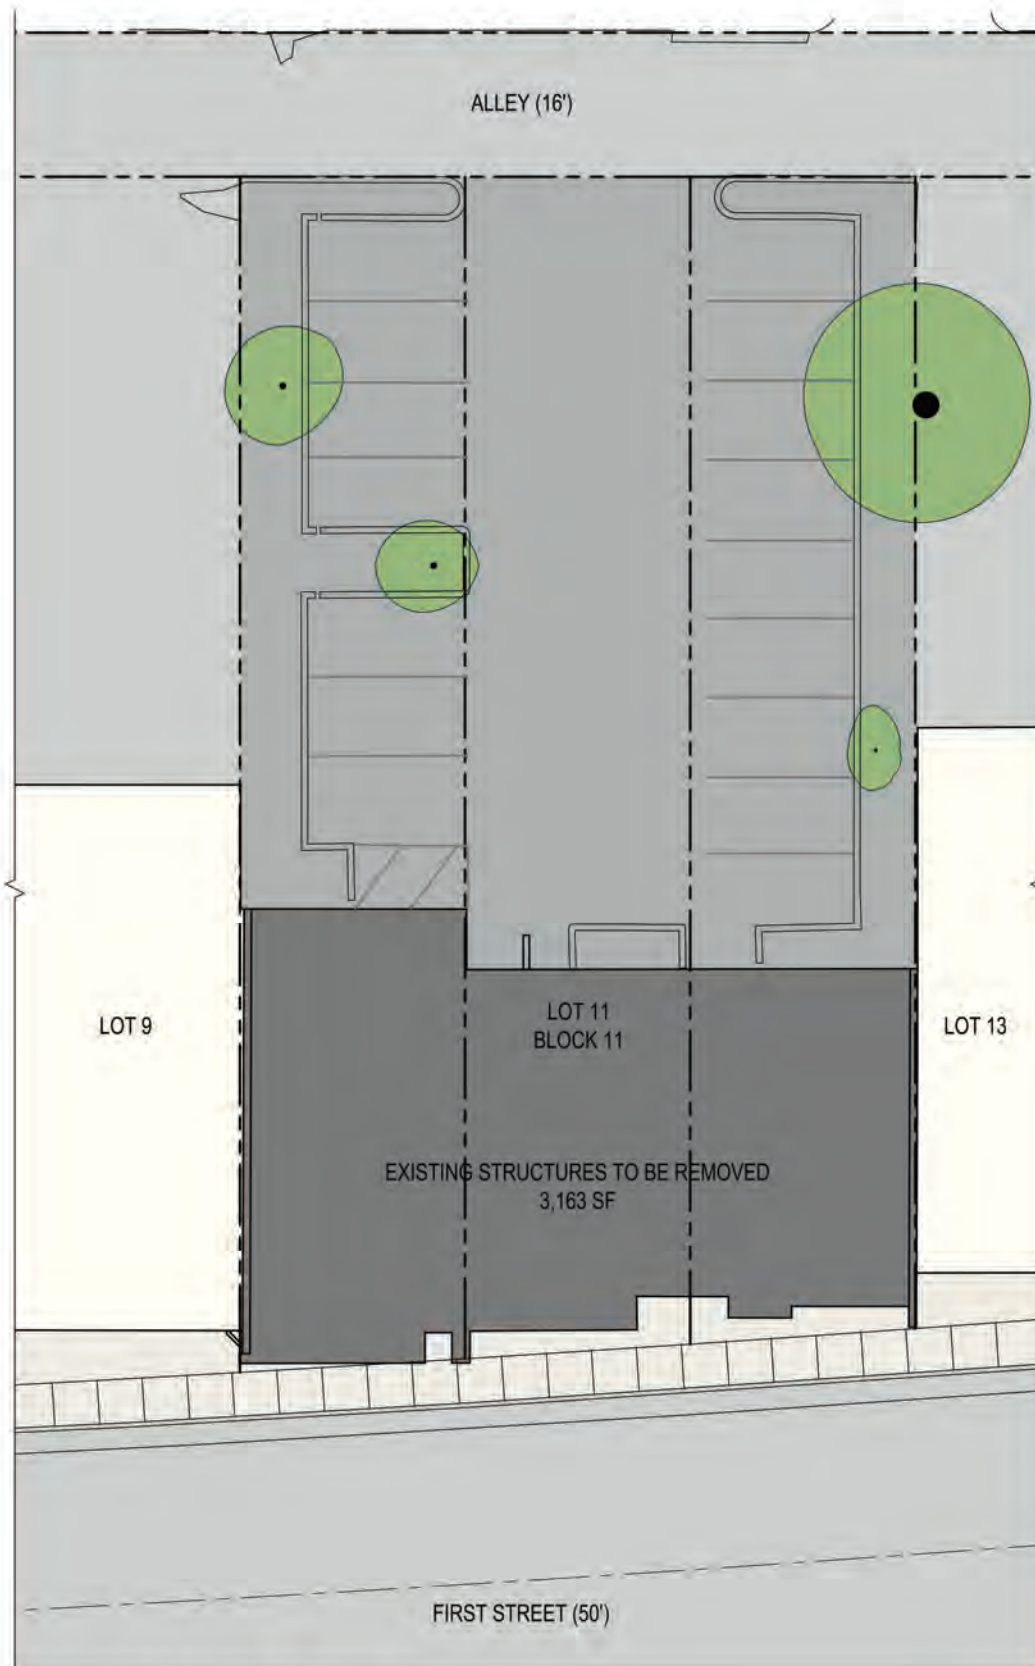 ALLEY (16')
LOT 9
LOT 11
BLOCK 11
LOT 13
EXISTING STRUCTURES TO BE REMOVED
3,163 SF
FIRST STREET (50')